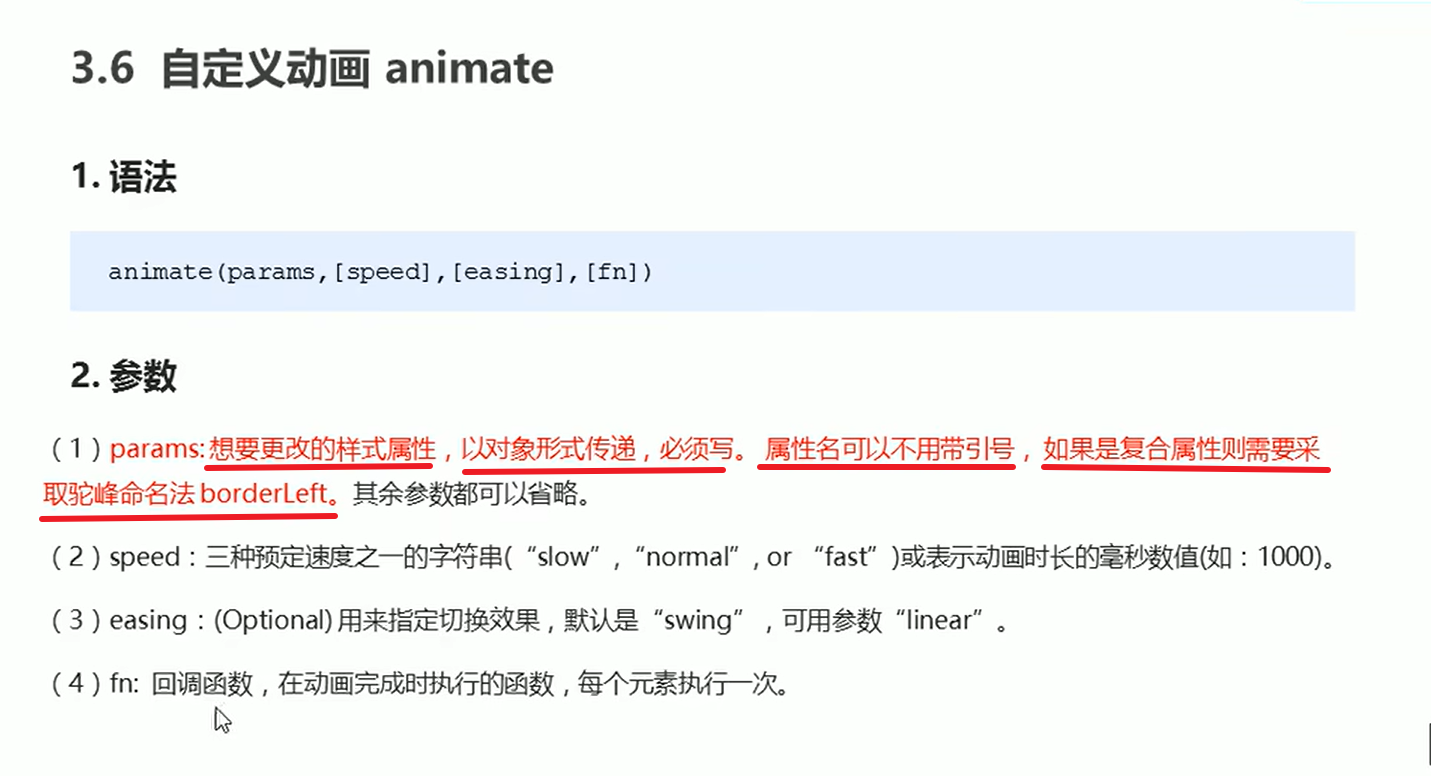 3.6 自定义动画 animate
1. 语法
animate(params,[speed],[easing],[fn])
2. 参数
（1）params:想要更改的样式属性，以对象形式传递，必须写。属性名可以不用带引号，如果是复合属性则需要采
取驼峰命名法 borderLeft。其余参数都可以省略。
（2）speed：三种预定速度之一的字符串(“slow”,“normal”, or “fast”)或表示动画时长的毫秒数值(如：1000)。
（3）easing：(Optional) 用来指定切换效果，默认是“swing”，可用参数“linear”。
（4）fn: 回调函数，在动画完成时执行的函数，每个元素执行一次。